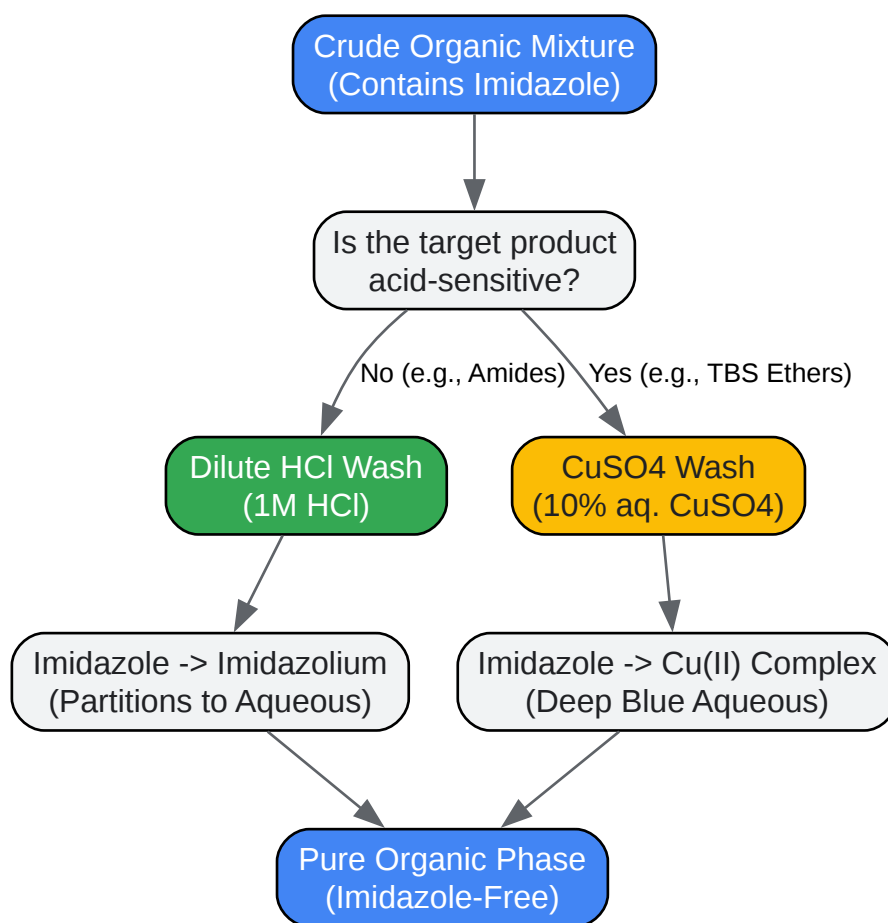 Crude Organic Mixture
(Contains Imidazole)
Is the target product
acid-sensitive?
No (e.g., Amides)
Yes (e.g., TBS Ethers)
Dilute HCl Wash
(1M HCl)
CuSO4 Wash
(10% aq. CuSO4)
Imidazole -> Imidazolium
(Partitions to Aqueous)
Imidazole -> Cu(II) Complex
(Deep Blue Aqueous)
Pure Organic Phase
(Imidazole-Free)